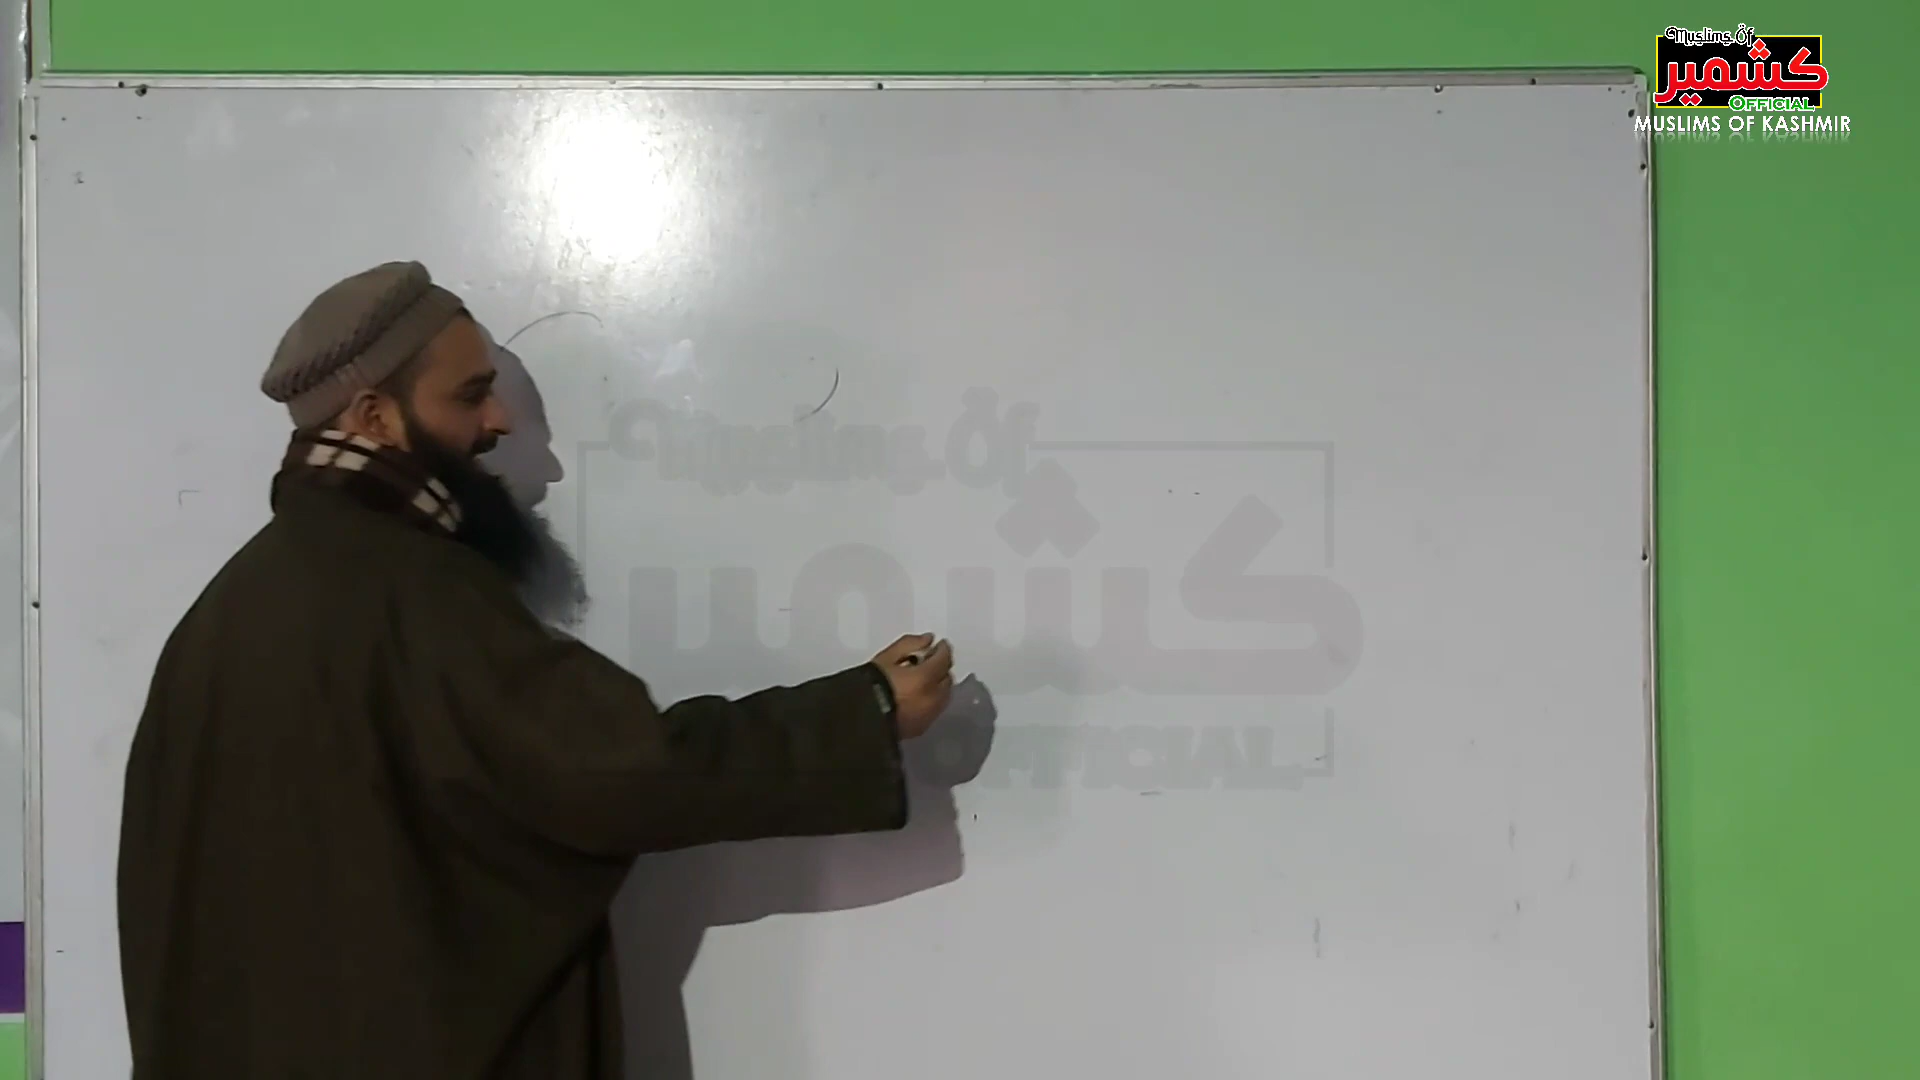 Muslims Of
کشمیر
OFFICIAL
MUSLIMS OF KASHMIR
Muslims Of
کشمیر
OFFICIAL